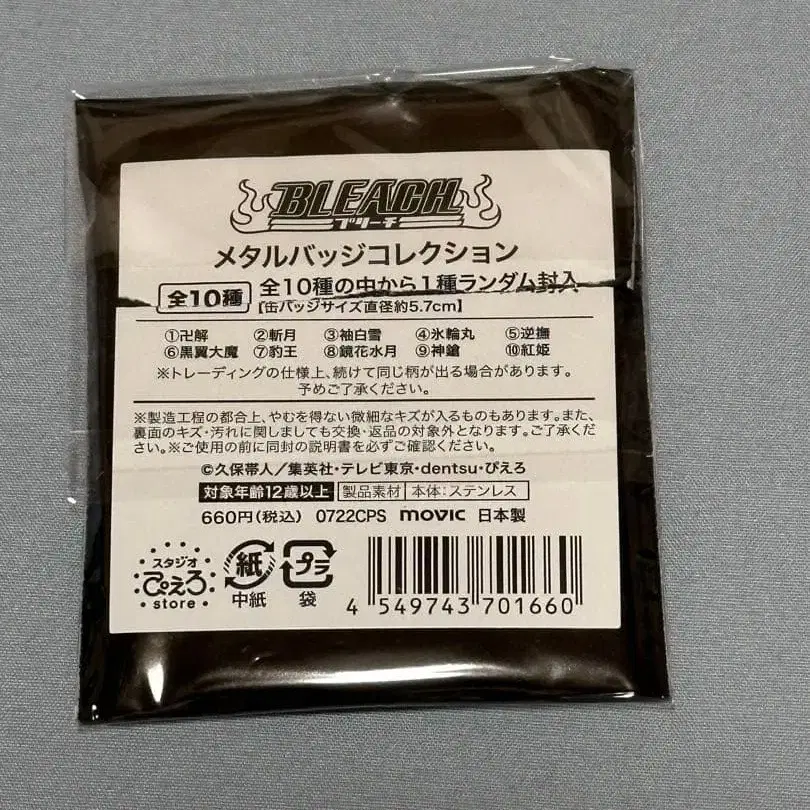 BLEACH
ブリーチ
メタルバッジコレクション
全10種 全10種の中から1種ランダム封入
【缶バッジサイズ直径約5.7cm】
①卍解 ②斬月 ③袖白雪 ④氷輪丸 ⑤逆撫
⑥黒翼大魔 ⑦豹王 ⑧鏡花水月 ⑨神鎗 ⑩紅姫
※トレーディングの仕様上、続けて同じ柄が出る場合があります。
予めご了承ください。
※製造工程の都合上、やむを得ない微細なキズが入るものもあります。また、
裏面のキズ・汚れに関しましても交換・返品の対象外となります。ご了承くだ
さい。※ご使用の前に同封の説明書を必ずご確認ください。
©久保帯人／集英社・テレビ東京・dentsu・ぴえろ
対象年齢12歳以上 製品素材 本体:ステンレス
660円(税込) 0722CPS movic 日本製
スタジオ
ぴえろ
store
紙
中紙
プラ
袋
4 549743 701660